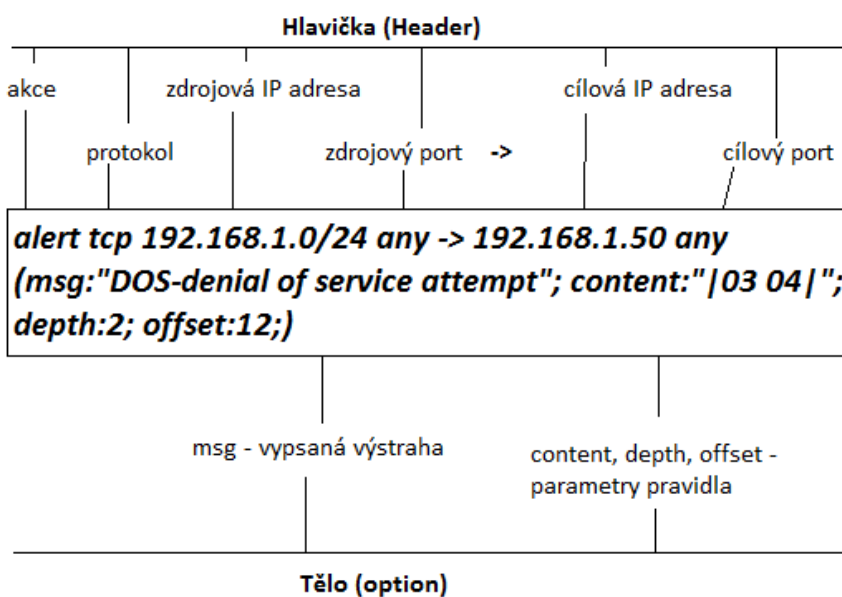 Hlavička (Header)
akce
zdrojová IP adresa
cílová IP adresa
protokol
zdrojový port ->
cílový port
alert tcp 192.168.1.0/24 any -> 192.168.1.50 any
(msg:"DOS-denial of service attempt"; content:"|03 04|";
depth:2; offset:12;)
msg - vypsaná výstraha
content, depth, offset -
parametry pravidla
Tělo (option)